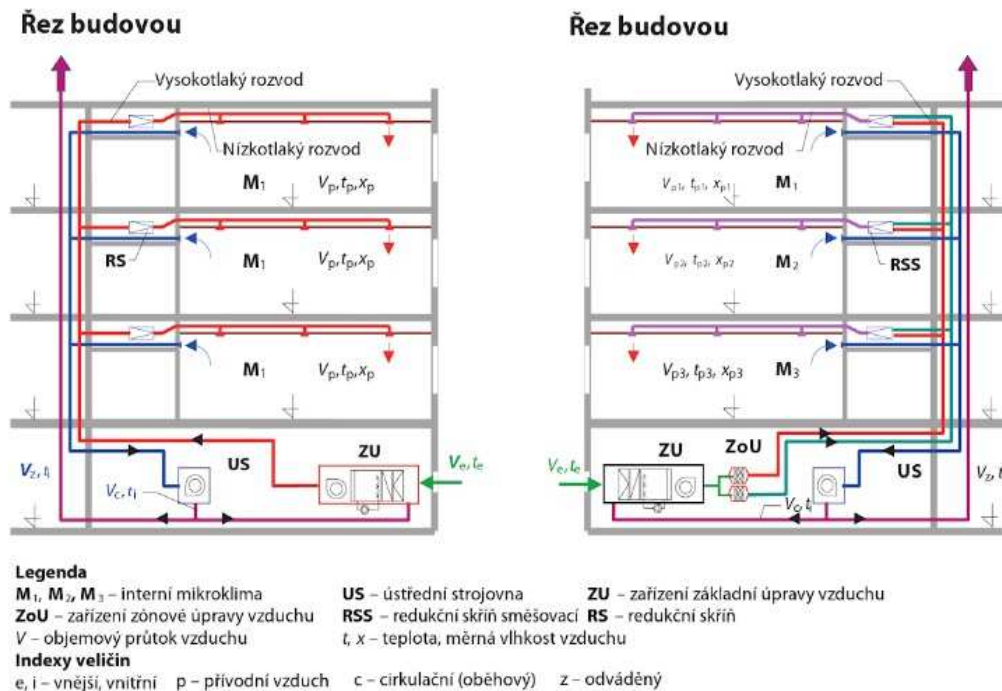 Řez budovou
Vysokotlaký rozvod
Nízkotlaký rozvod
M1 Vp, tp, xp
RS M1 Vp, tp, xp
M1 Vp, tp, xp
US ZU
Vz, ti Ve, te
Vc, ti
Řez budovou
Vysokotlaký rozvod
Nízkotlaký rozvod
Vp1, tp1, xp1 M1
Vp2, tp2, xp2 M2 RSS
Vp3, tp3, xp3 M3
ZU ZoU US
Ve, te Vz, ti
Vc, ti
Legenda
M1, M2, M3 – interní mikroklima US – ústřední strojovna ZU – zařízení základní úpravy vzduchu
ZoU – zařízení zónové úpravy vzduchu RSS – redukční skříň směšovací RS – redukční skříň
V – objemový průtok vzduchu t, x – teplota, měrná vlhkost vzduchu
Indexy veličin
e, i – vnější, vnitřní p – přívodní vzduch c – cirkulační (oběhový) z – odváděný